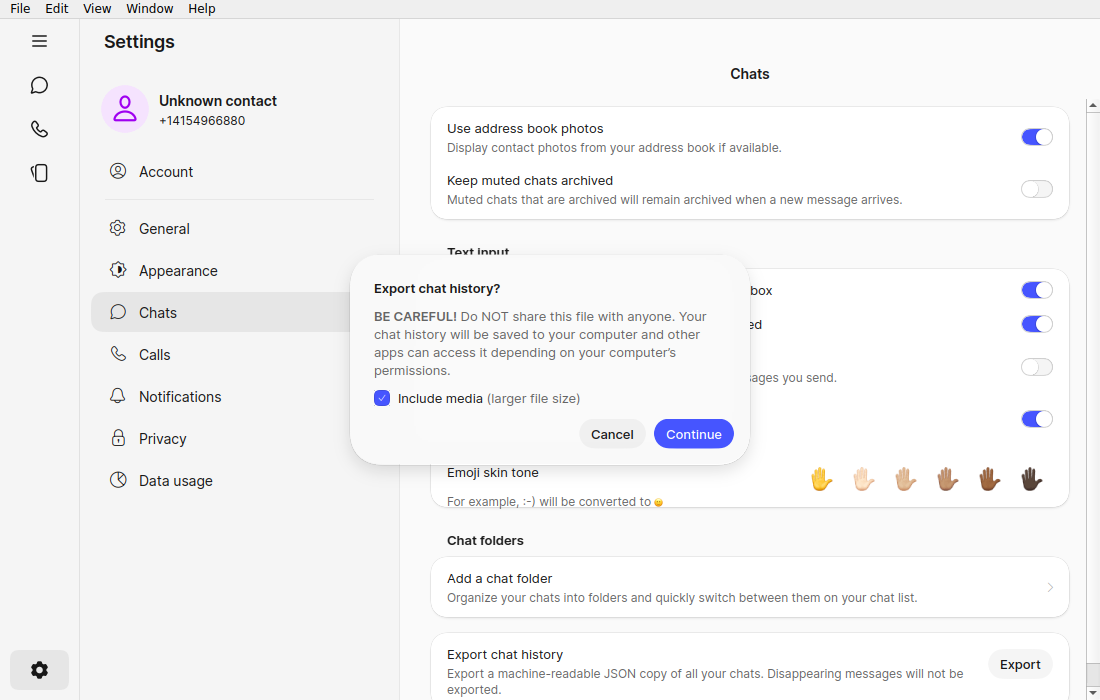 File Edit View Window Help
Settings
Unknown contact
+14154966880
Account
General
Appearance
Chats
Calls
Notifications
Privacy
Data usage
Chats
Use address book photos
Display contact photos from your address book if available.
Keep muted chats archived
Muted chats that are archived will remain archived when a new message arrives.
Text input
box
ed
sages you send.
Export chat history?
BE CAREFUL! Do NOT share this file with anyone. Your
chat history will be saved to your computer and other
apps can access it depending on your computer’s
permissions.
Include media (larger file size)
Cancel Continue
Emoji skin tone
For example, :-) will be converted to
Chat folders
Add a chat folder
Organize your chats into folders and quickly switch between them on your chat list.
Export chat history
Export a machine-readable JSON copy of all your chats. Disappearing messages will not be
exported.
Export